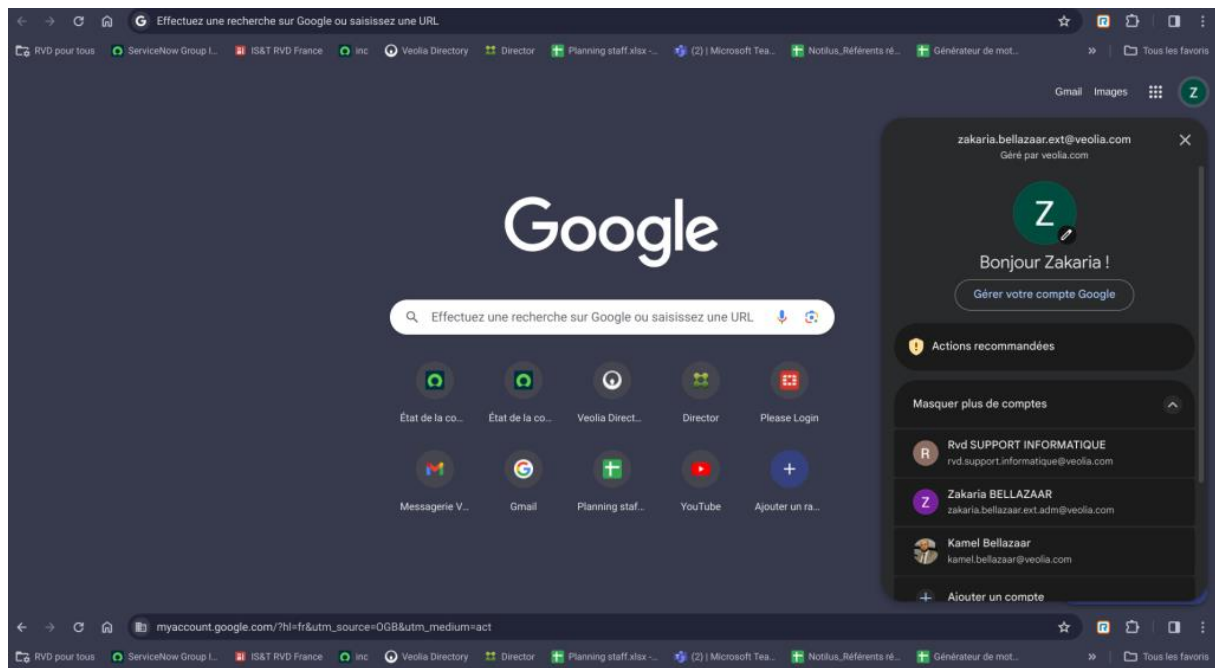 Effectuez une recherche sur Google ou saisissez une URL
RVD pour tous ServiceNow Group I... IS&T RVD France inc Veolia Directory Director Planning staff.xlsx -... (2) | Microsoft Tea... Notilus_Référents ré... Générateur de mot... » Tous les favoris
Gmail Images Z
zakaria.bellazaar.ext@veolia.com
Géré par veolia.com
Z
Bonjour Zakaria !
Gérer votre compte Google
Google
Effectuez une recherche sur Google ou saisissez une URL
Actions recommandées
État de la co... État de la co... Veolia Direct... Director Please Login
Masquer plus de comptes
R Rvd SUPPORT INFORMATIQUE
rvd.support.informatique@veolia.com
Messagerie V... Gmail Planning staf... YouTube Ajouter un ra...
Z Zakaria BELLAZAAR
zakaria.bellazaar.ext.adm@veolia.com
Kamel Bellazaar
kamel.bellazaar@veolia.com
Ajouter un compte
myaccount.google.com/?hl=fr&utm_source=OGB&utm_medium=act
RVD pour tous ServiceNow Group I... IS&T RVD France inc Veolia Directory Director Planning staff.xlsx -... (2) | Microsoft Tea... Notilus_Référents ré... Générateur de mot... » Tous les favoris